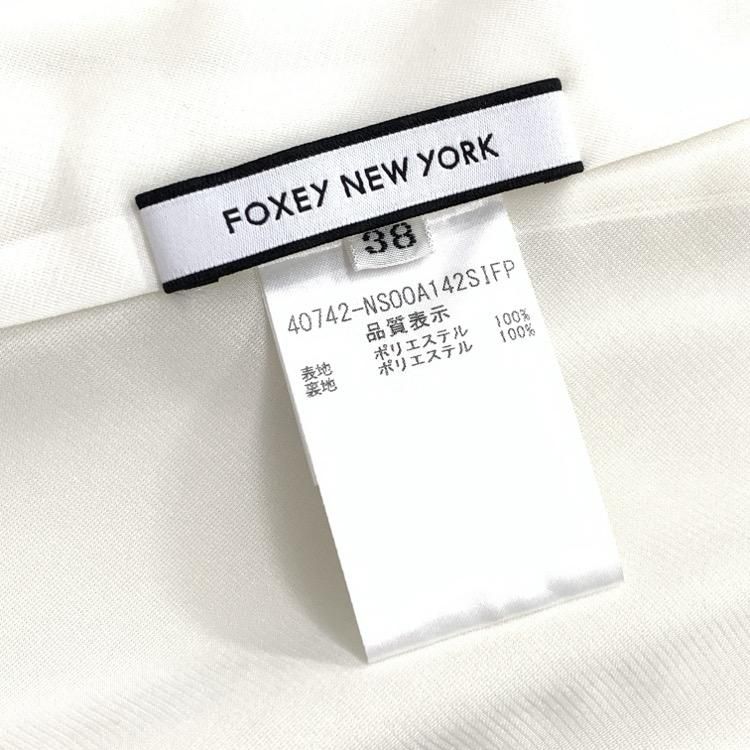 FOXEY NEW YORK
38
40742-NS00A142SIFP
品質表示
表地 ポリエステル 100%
裏地 ポリエステル 100%